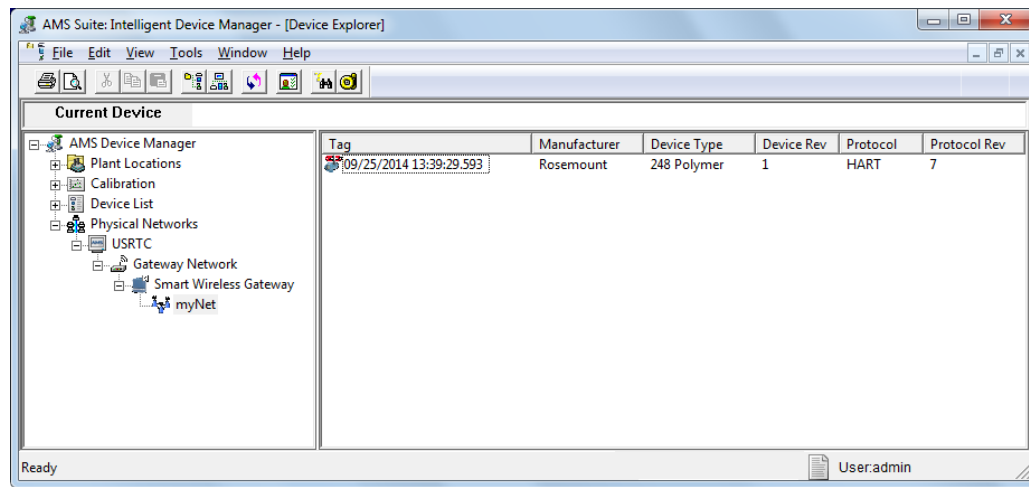 AMS Suite: Intelligent Device Manager - [Device Explorer]
File Edit View Tools Window Help
Current Device
AMS Device Manager
Plant Locations
Calibration
Device List
Physical Networks
USRTC
Gateway Network
Smart Wireless Gateway
myNet
Tag Manufacturer Device Type Device Rev Protocol Protocol Rev
09/25/2014 13:39:29.593 Rosemount 248 Polymer 1 HART 7
Ready User:admin